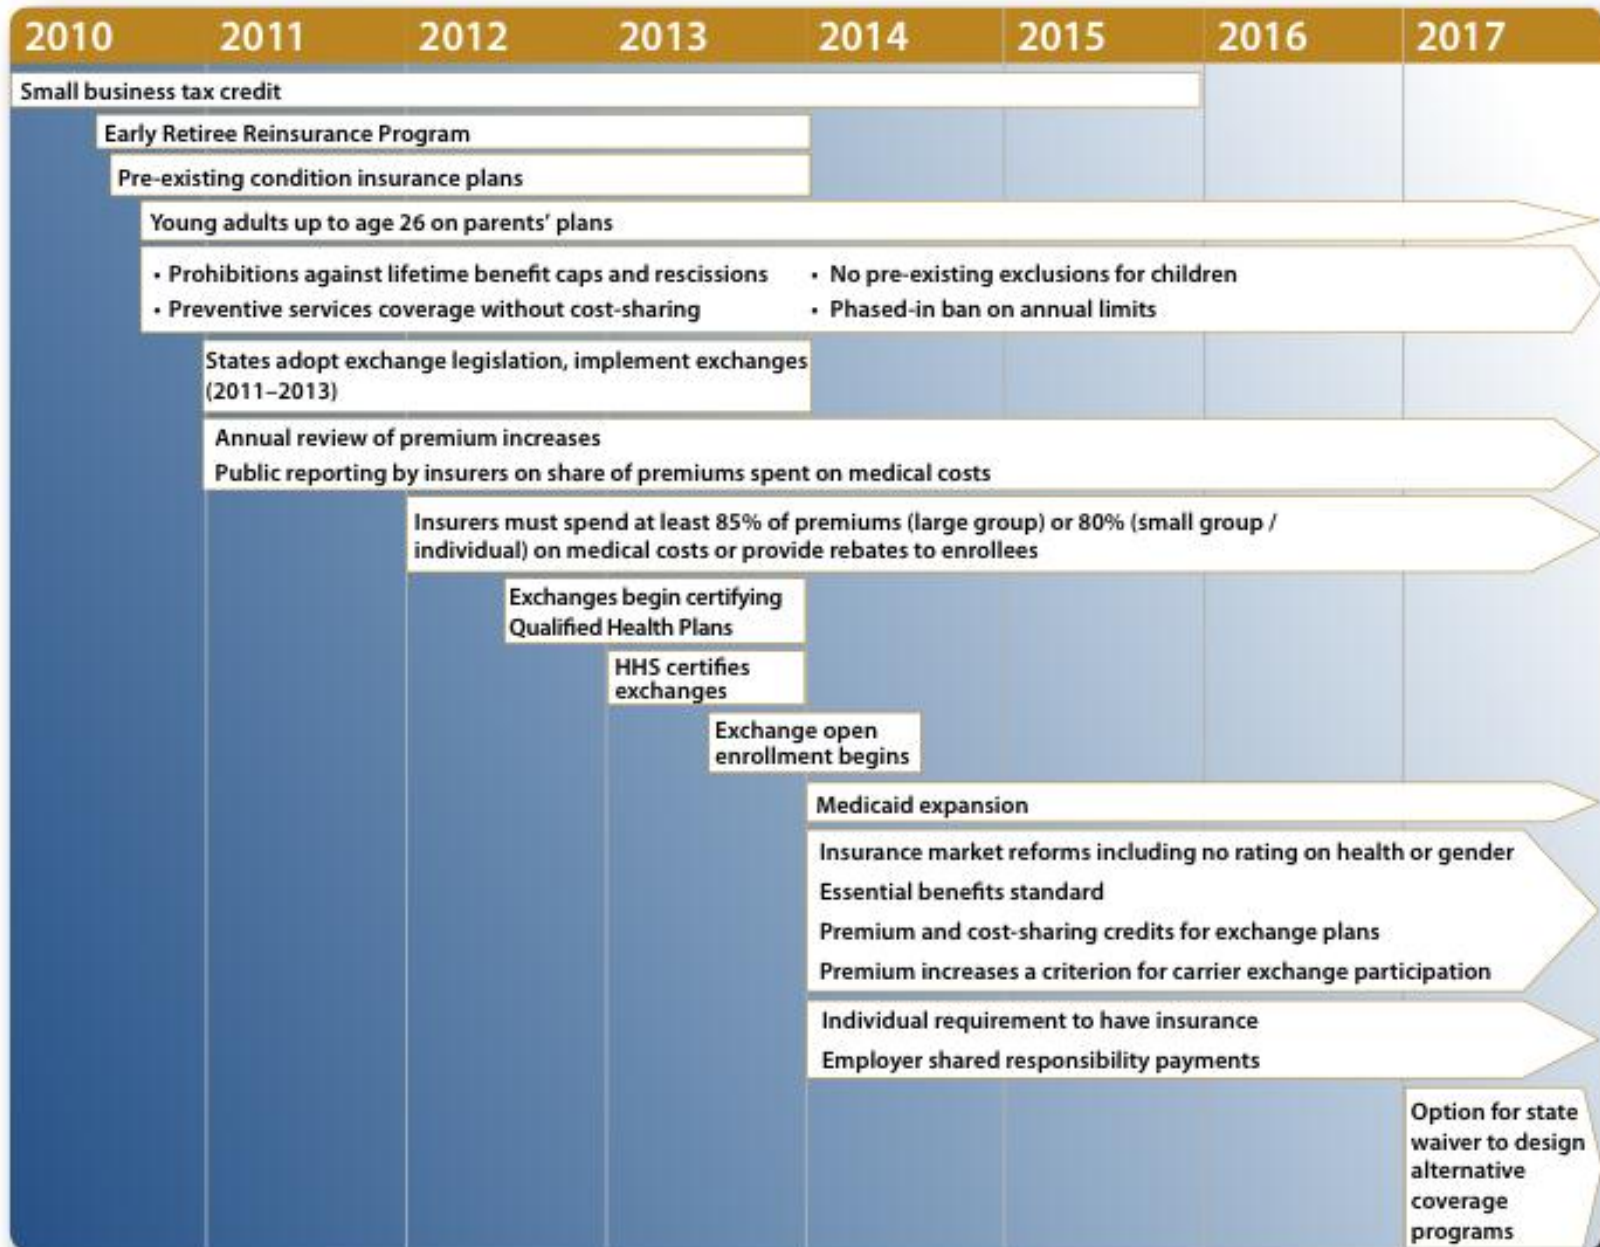 2010 2011 2012 2013 2014 2015 2016 2017
Small business tax credit
Early Retiree Reinsurance Program
Pre-existing condition insurance plans
Young adults up to age 26 on parents’ plans
• Prohibitions against lifetime benefit caps and rescissions
• Preventive services coverage without cost-sharing
• No pre-existing exclusions for children
• Phased-in ban on annual limits
States adopt exchange legislation, implement exchanges
(2011–2013)
Annual review of premium increases
Public reporting by insurers on share of premiums spent on medical costs
Insurers must spend at least 85% of premiums (large group) or 80% (small group /
individual) on medical costs or provide rebates to enrollees
Exchanges begin certifying
Qualified Health Plans
HHS certifies
exchanges
Exchange open
enrollment begins
Medicaid expansion
Insurance market reforms including no rating on health or gender
Essential benefits standard
Premium and cost-sharing credits for exchange plans
Premium increases a criterion for carrier exchange participation
Individual requirement to have insurance
Employer shared responsibility payments
Option for state
waiver to design
alternative
coverage
programs